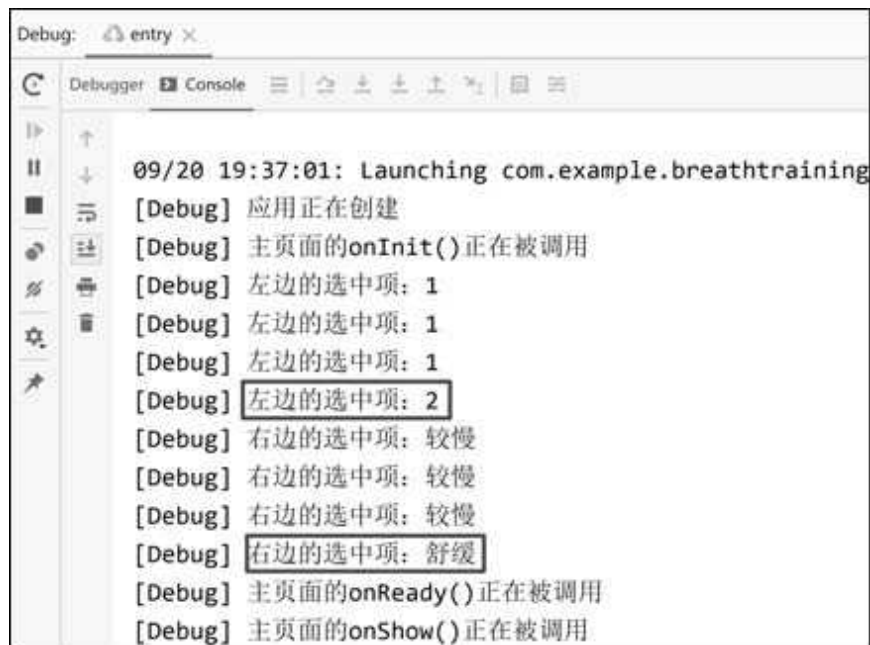 Debug: entry ×
Debugger Console
09/20 19:37:01: Launching com.example.breathtraining
[Debug] 应用正在创建
[Debug] 主页面的onInit()正在被调用
[Debug] 左边的选中项：1
[Debug] 左边的选中项：1
[Debug] 左边的选中项：1
[Debug] 左边的选中项：2
[Debug] 右边的选中项：较慢
[Debug] 右边的选中项：较慢
[Debug] 右边的选中项：较慢
[Debug] 右边的选中项：舒缓
[Debug] 主页面的onReady()正在被调用
[Debug] 主页面的onShow()正在被调用